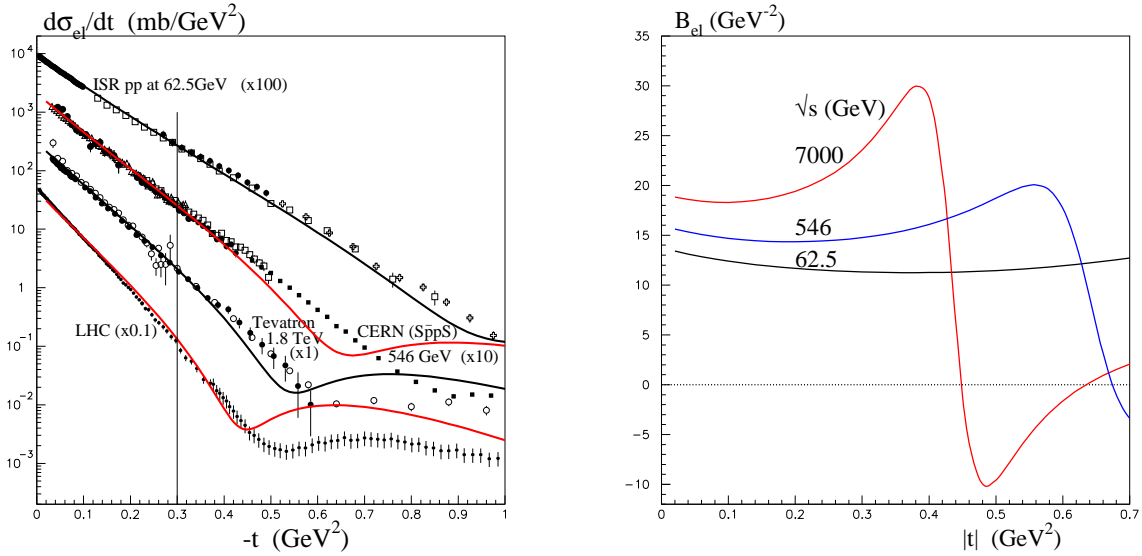 dσel/dt (mb/GeV²)
10⁴
10³
10²
10
1
10⁻¹
10⁻²
10⁻³
ISR pp at 62.5GeV (x100)
LHC (x0.1)
Tevatron
1.8 TeV
(x1)
CERN (Sp̄pS)
546 GeV (x10)
0 0.1 0.2 0.3 0.4 0.5 0.6 0.7 0.8 0.9 1
-t (GeV²)
Bel (GeV⁻²)
35
30
25
20
15
10
5
0
−5
−10
√s (GeV)
7000
546
62.5
0 0.1 0.2 0.3 0.4 0.5 0.6 0.7
|t| (GeV²)